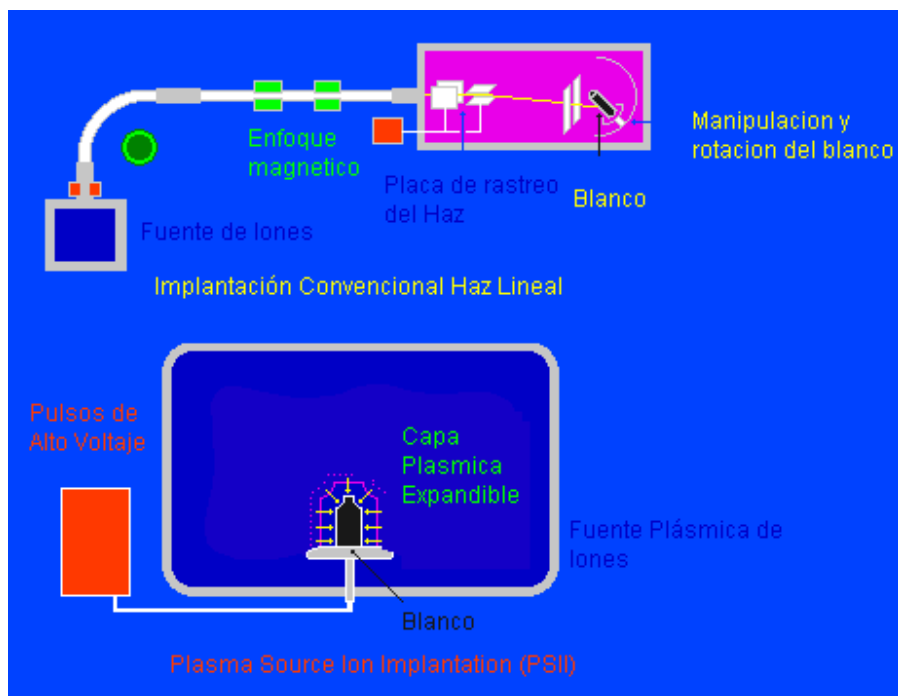 Enfoque
magnetico
Manipulacion y
rotacion del blanco
Placa de rastreo
del Haz
Blanco
Fuente de Iones
Implantación Convencional Haz Lineal
Pulsos de
Alto Voltaje
Capa
Plasmica
Expandible
Fuente Plásmica de
Iones
Blanco
Plasma Source Ion Implantation (PSII)